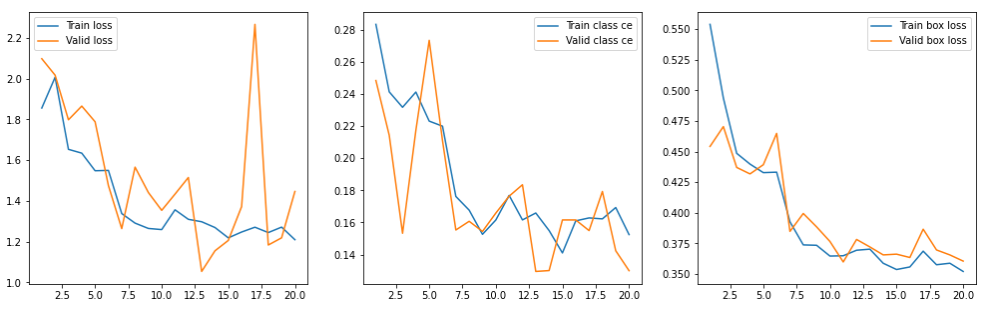 Train loss
Valid loss
2.2
2.0
1.8
1.6
1.4
1.2
1.0
2.5 5.0 7.5 10.0 12.5 15.0 17.5 20.0
Train class ce
Valid class ce
0.28
0.26
0.24
0.22
0.20
0.18
0.16
0.14
2.5 5.0 7.5 10.0 12.5 15.0 17.5 20.0
Train box loss
Valid box loss
0.550
0.525
0.500
0.475
0.450
0.425
0.400
0.375
0.350
2.5 5.0 7.5 10.0 12.5 15.0 17.5 20.0